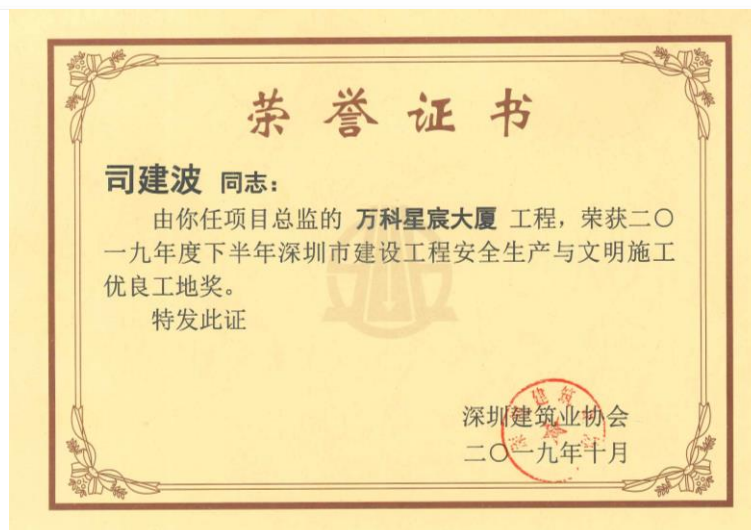 荣誉证书
司建波 同志：
由你任项目总监的 万科星宸大厦 工程，荣获二〇
一九年度下半年深圳市建设工程安全生产与文明施工
优良工地奖。
特发此证
深圳建筑业协会
二〇一九年十月